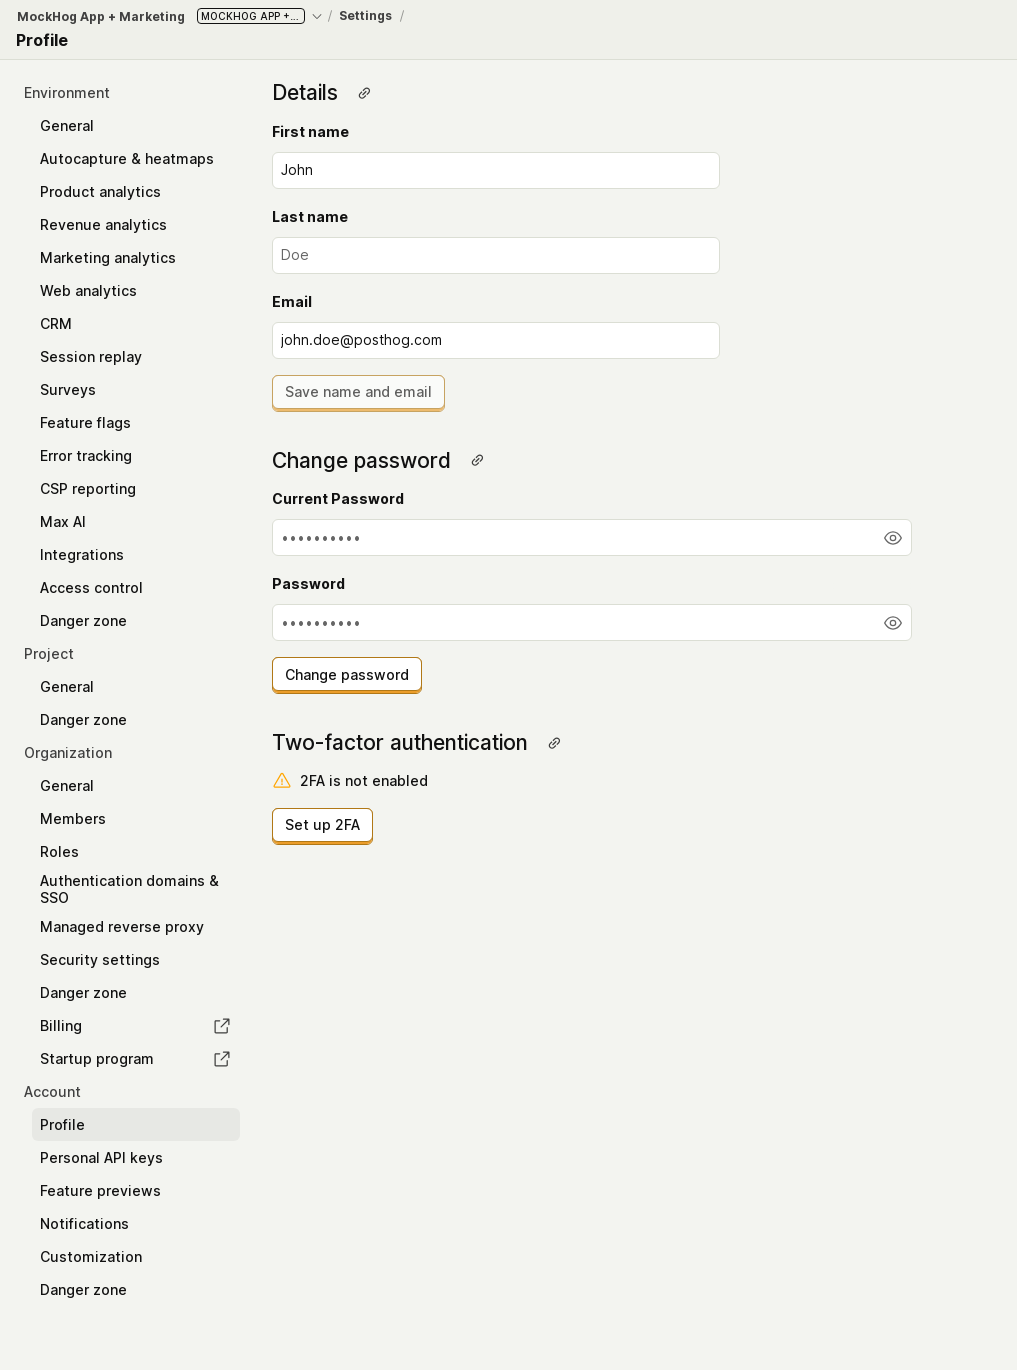 MockHog App + Marketing MOCKHOG APP +... / Settings /
Profile
Environment
General
Autocapture & heatmaps
Product analytics
Revenue analytics
Marketing analytics
Web analytics
CRM
Session replay
Surveys
Feature flags
Error tracking
CSP reporting
Max AI
Integrations
Access control
Danger zone
Project
General
Danger zone
Organization
General
Members
Roles
Authentication domains &
SSO
Managed reverse proxy
Security settings
Danger zone
Billing
Startup program
Account
Profile
Personal API keys
Feature previews
Notifications
Customization
Danger zone
Details
First name
John
Last name
Doe
Email
john.doe@posthog.com
Save name and email
Change password
Current Password
••••••••••
Password
••••••••••
Change password
Two-factor authentication
2FA is not enabled
Set up 2FA